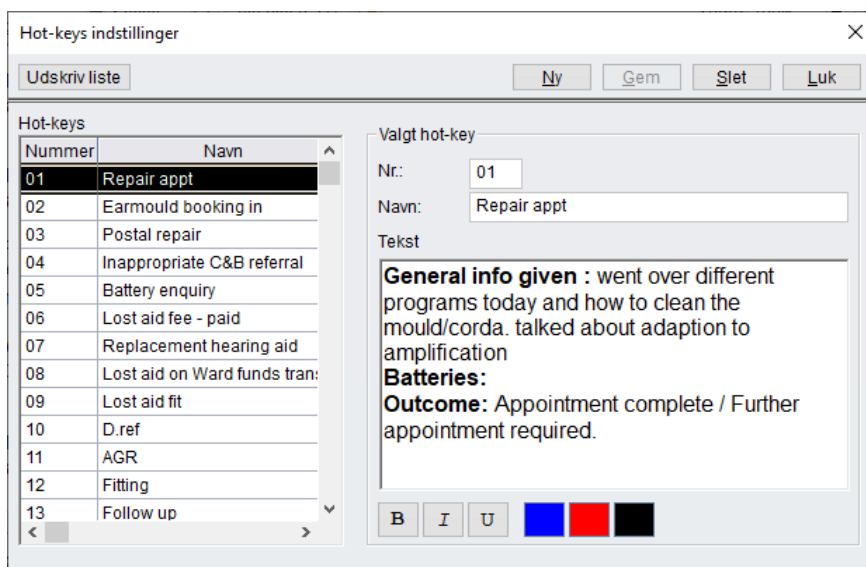 Hot-keys indstillinger
Udskriv liste
Ny
Gem
Slet
Luk
Hot-keys
Nummer Navn
01 Repair appt
02 Earmould booking in
03 Postal repair
04 Inappropriate C&B referral
05 Battery enquiry
06 Lost aid fee - paid
07 Replacement hearing aid
08 Lost aid on Ward funds trans
09 Lost aid fit
10 D.ref
11 AGR
12 Fitting
13 Follow up
Valgt hot-key
Nr.: 01
Navn: Repair appt
Tekst
General info given : went over different
programs today and how to clean the
mould/corda. talked about adaption to
amplification
Batteries:
Outcome: Appointment complete / Further
appointment required.
B I U